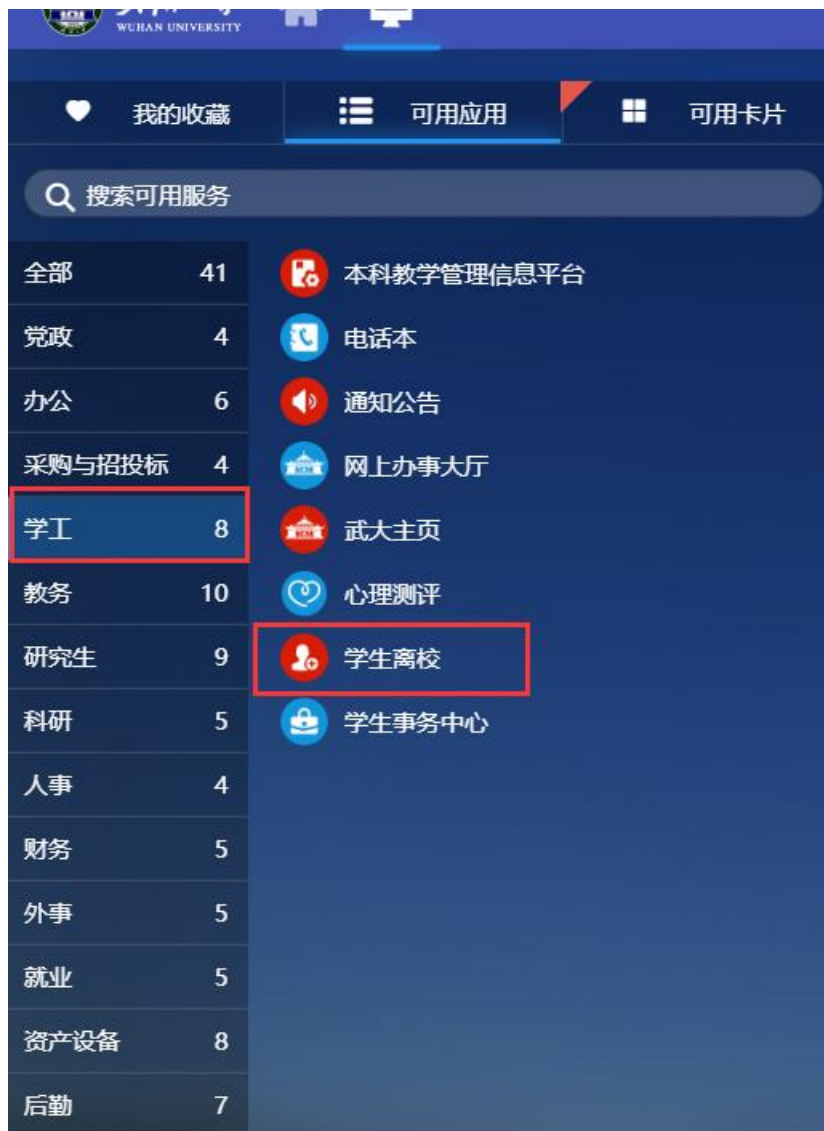 WUHAN UNIVERSITY
我的收藏 可用应用 可用卡片
搜索可用服务
全部 41 本科教学管理信息平台
党政 4 电话本
办公 6 通知公告
采购与招投标 4 网上办事大厅
学工 8 武大主页
教务 10 心理测评
研究生 9 学生离校
科研 5 学生事务中心
人事 4
财务 5
外事 5
就业 5
资产设备 8
后勤 7